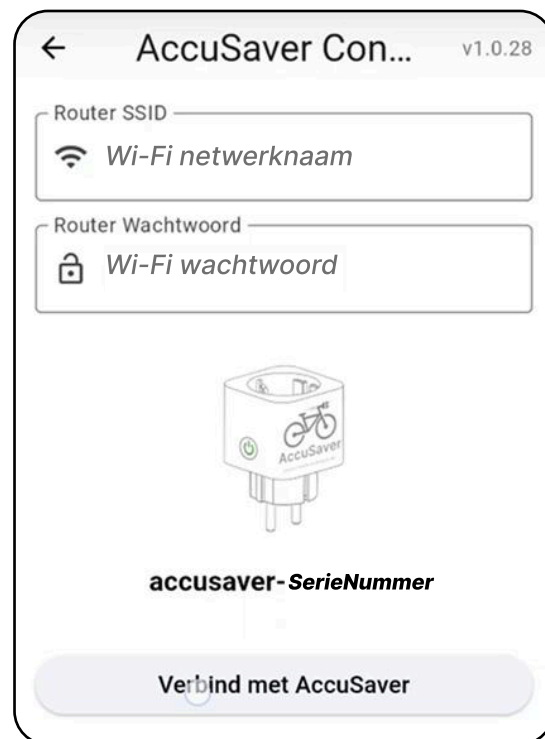 AccuSaver Con... v1.0.28
Router SSID
Wi-Fi netwerknaam
Router Wachtwoord
Wi-Fi wachtwoord
AccuSaver
accusaver-SerieNummer
Verbind met AccuSaver